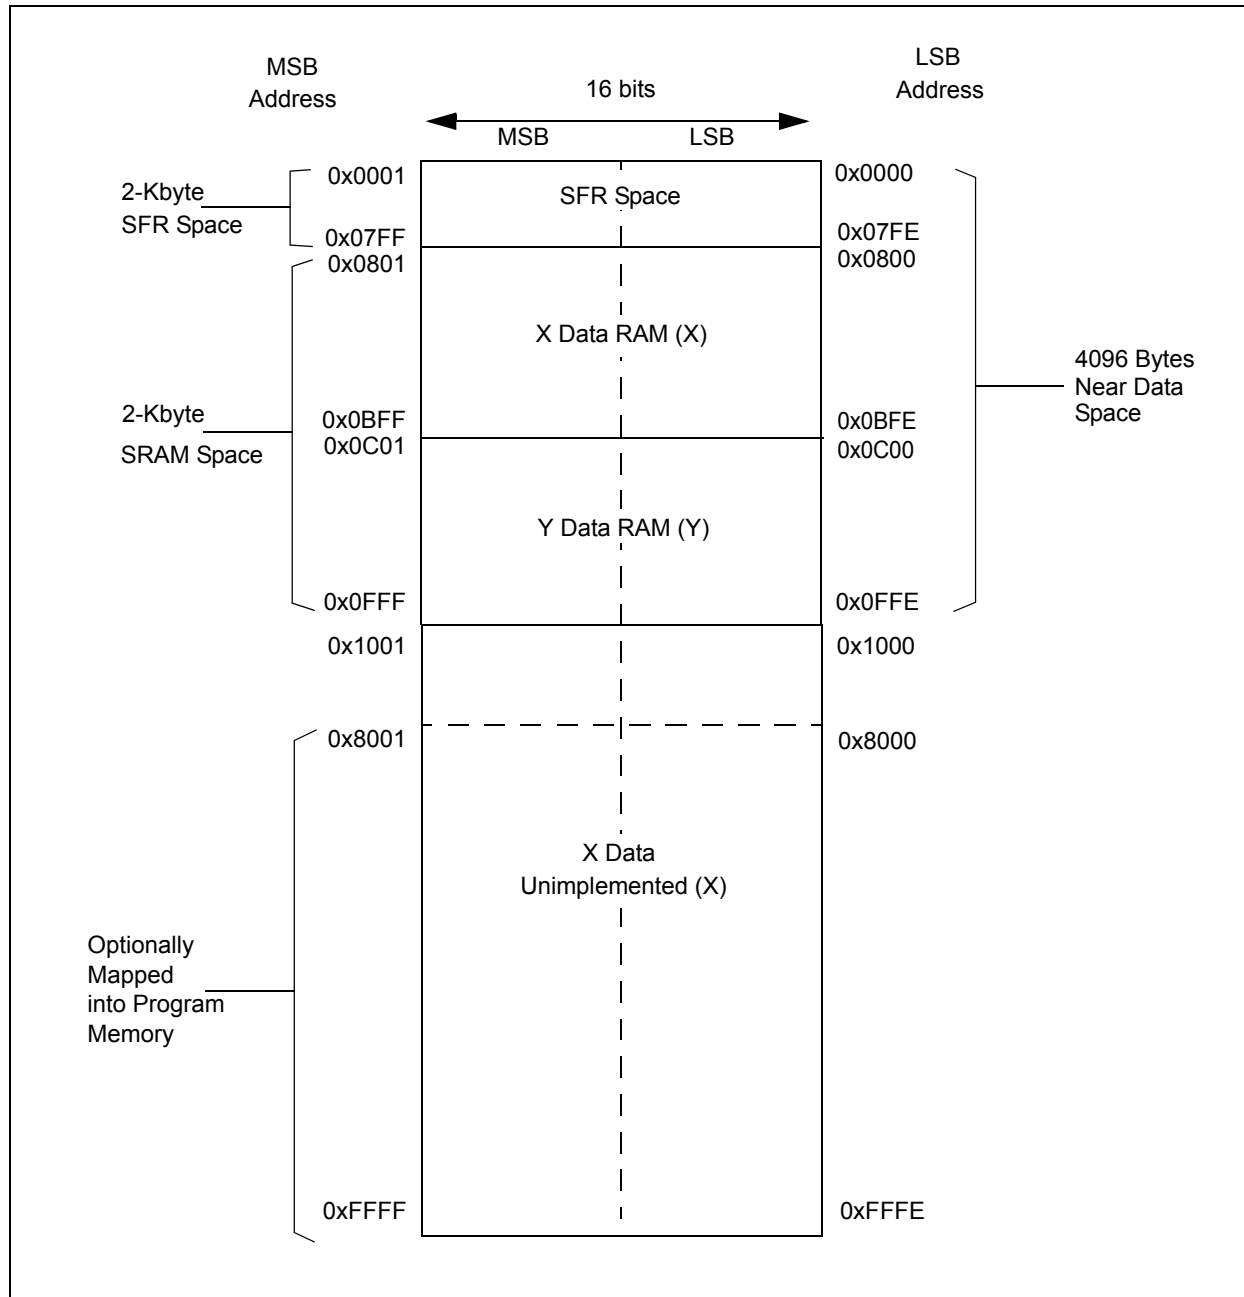 MSB
Address
LSB
Address
16 bits
MSB
LSB
0x0001
0x0000
2-Kbyte
SFR Space
SFR Space
0x07FF
0x07FE
0x0801
0x0800
X Data RAM (X)
4096 Bytes
Near Data
Space
2-Kbyte
SRAM Space
0x0BFF
0x0BFE
0x0C01
0x0C00
Y Data RAM (Y)
0x0FFF
0x0FFE
0x1001
0x1000
0x8001
0x8000
X Data
Unimplemented (X)
Optionally
Mapped
into Program
Memory
0xFFFF
0xFFFE